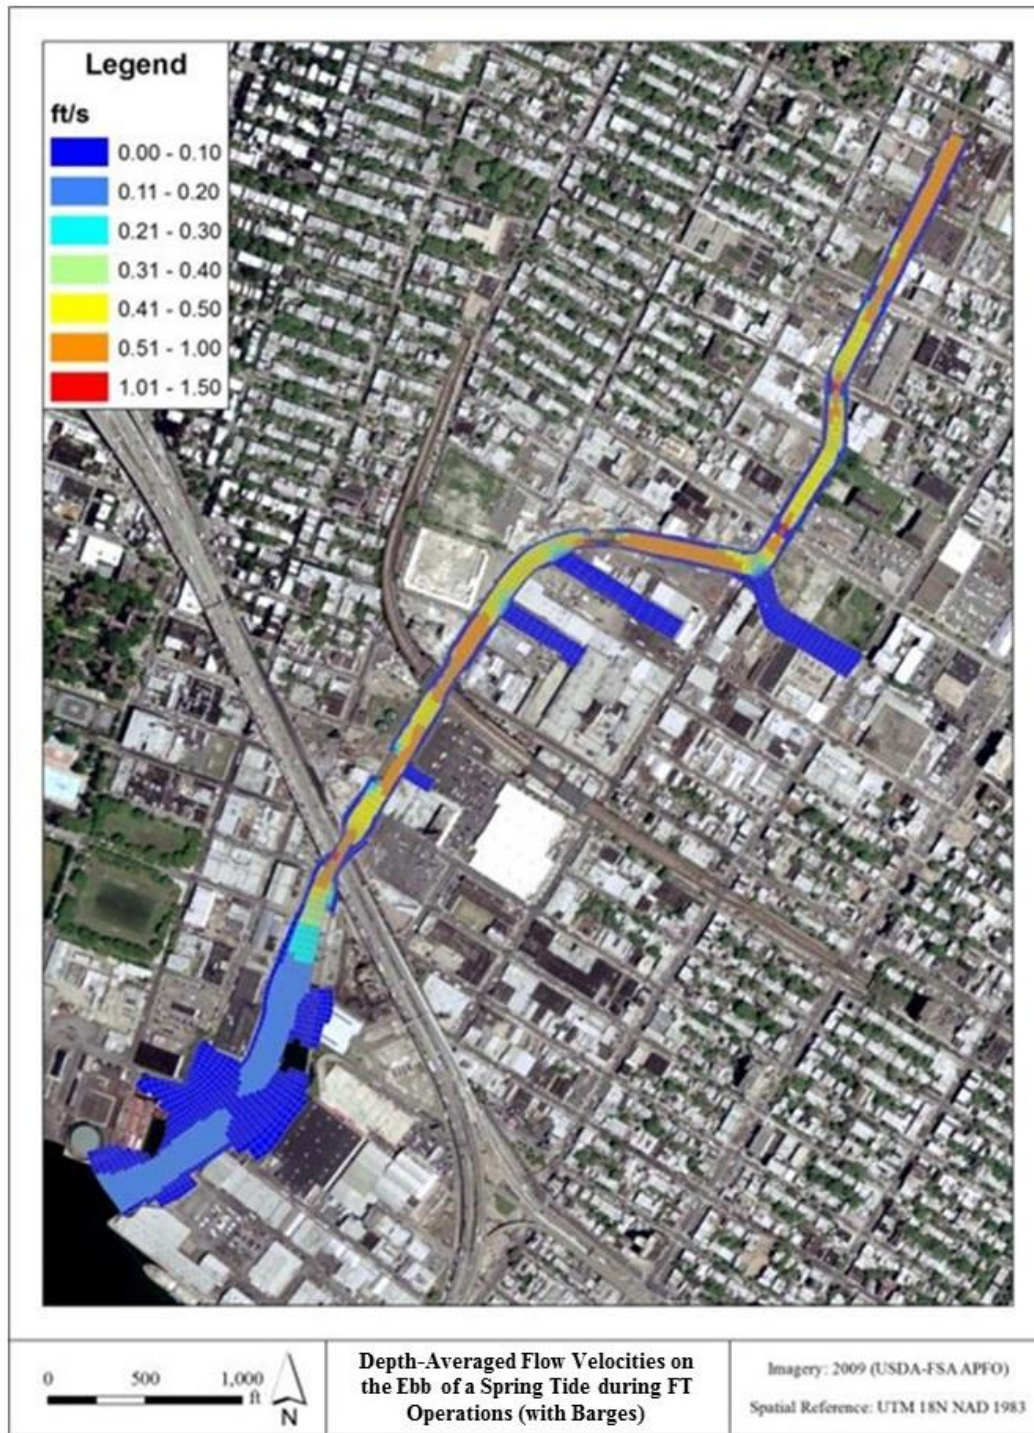 Legend
ft/s
0.00 - 0.10
0.11 - 0.20
0.21 - 0.30
0.31 - 0.40
0.41 - 0.50
0.51 - 1.00
1.01 - 1.50
0 500 1,000
ft
N
Depth-Averaged Flow Velocities on
the Ebb of a Spring Tide during FT
Operations (with Barges)
Imagery: 2009 (USDA-FSA APFO)
Spatial Reference: UTM 18N NAD 1983